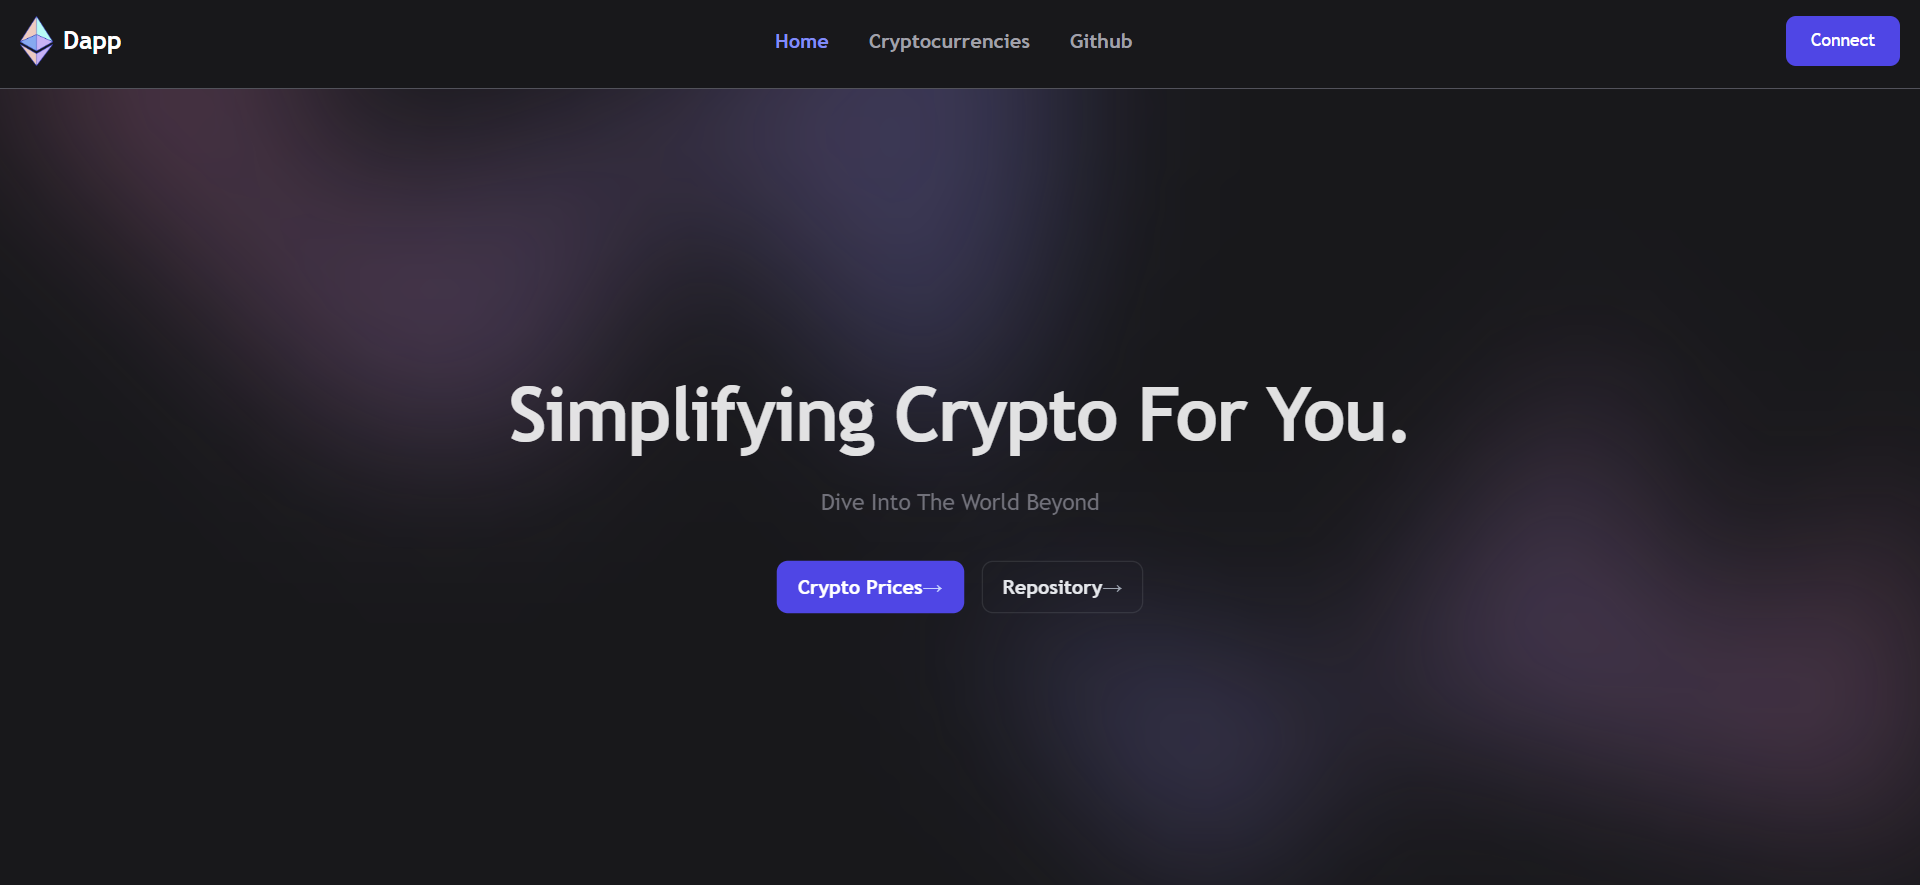 Dapp
Home Cryptocurrencies Github
Connect
Simplifying Crypto For You.
Dive Into The World Beyond
Crypto Prices→ Repository→